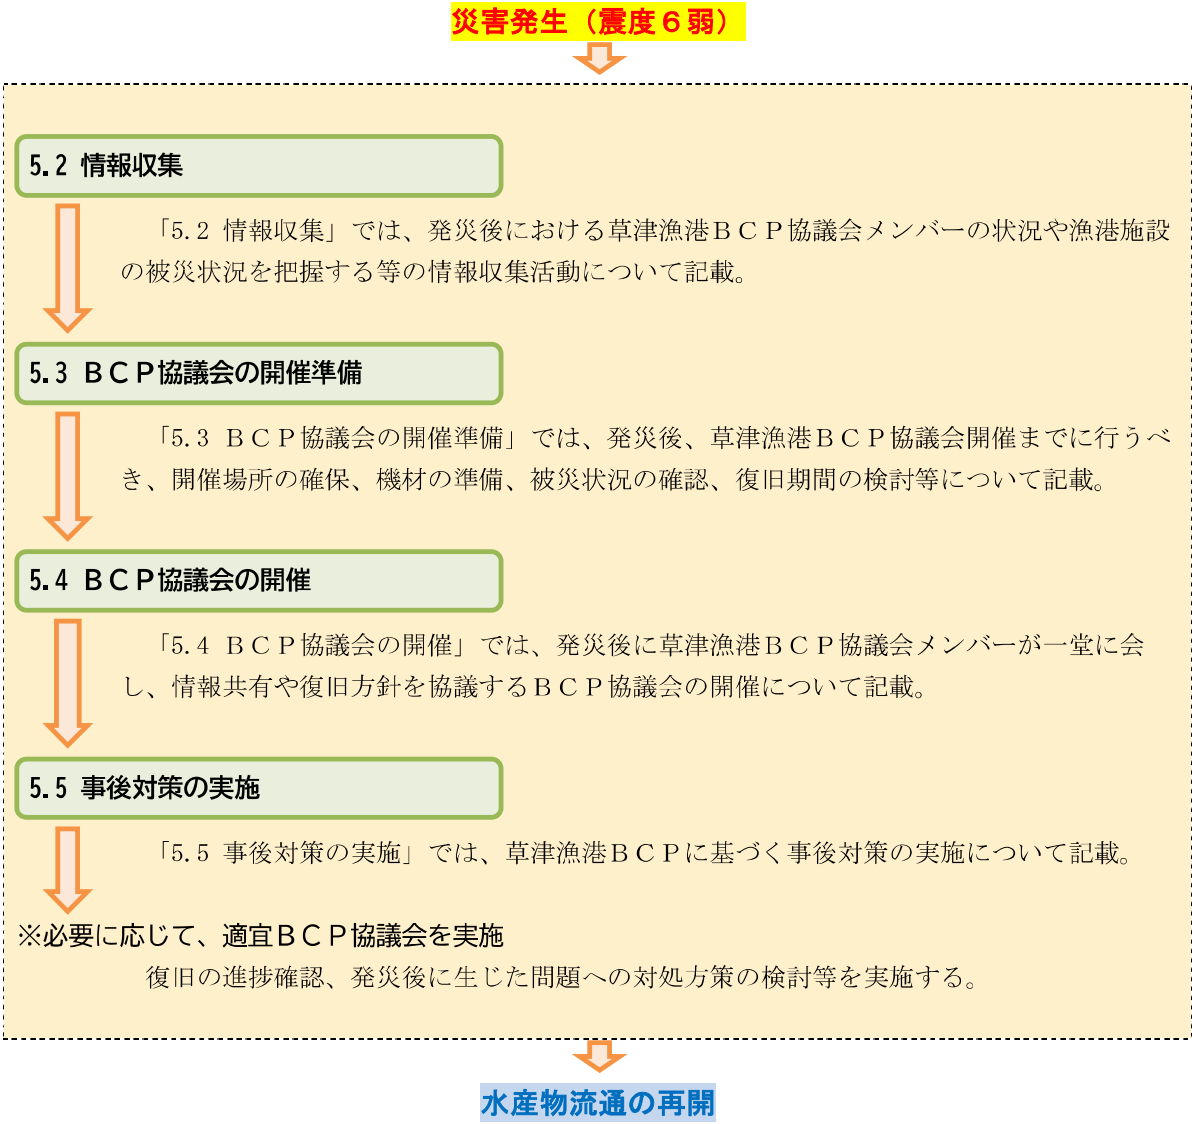 災害発生（震度６弱）
5.2 情報収集
「5.2 情報収集」では、発災後における草津漁港ＢＣＰ協議会メンバーの状況や漁港施設
の被災状況を把握する等の情報収集活動について記載。
5.3 ＢＣＰ協議会の開催準備
「5.3 ＢＣＰ協議会の開催準備」では、発災後、草津漁港ＢＣＰ協議会開催までに行うべ
き、開催場所の確保、機材の準備、被災状況の確認、復旧期間の検討等について記載。
5.4 ＢＣＰ協議会の開催
「5.4 ＢＣＰ協議会の開催」では、発災後に草津漁港ＢＣＰ協議会メンバーが一堂に会
し、情報共有や復旧方針を協議するＢＣＰ協議会の開催について記載。
5.5 事後対策の実施
「5.5 事後対策の実施」では、草津漁港ＢＣＰに基づく事後対策の実施について記載。
※必要に応じて、適宜ＢＣＰ協議会を実施
復旧の進捗確認、発災後に生じた問題への対処方策の検討等を実施する。
水産物流通の再開